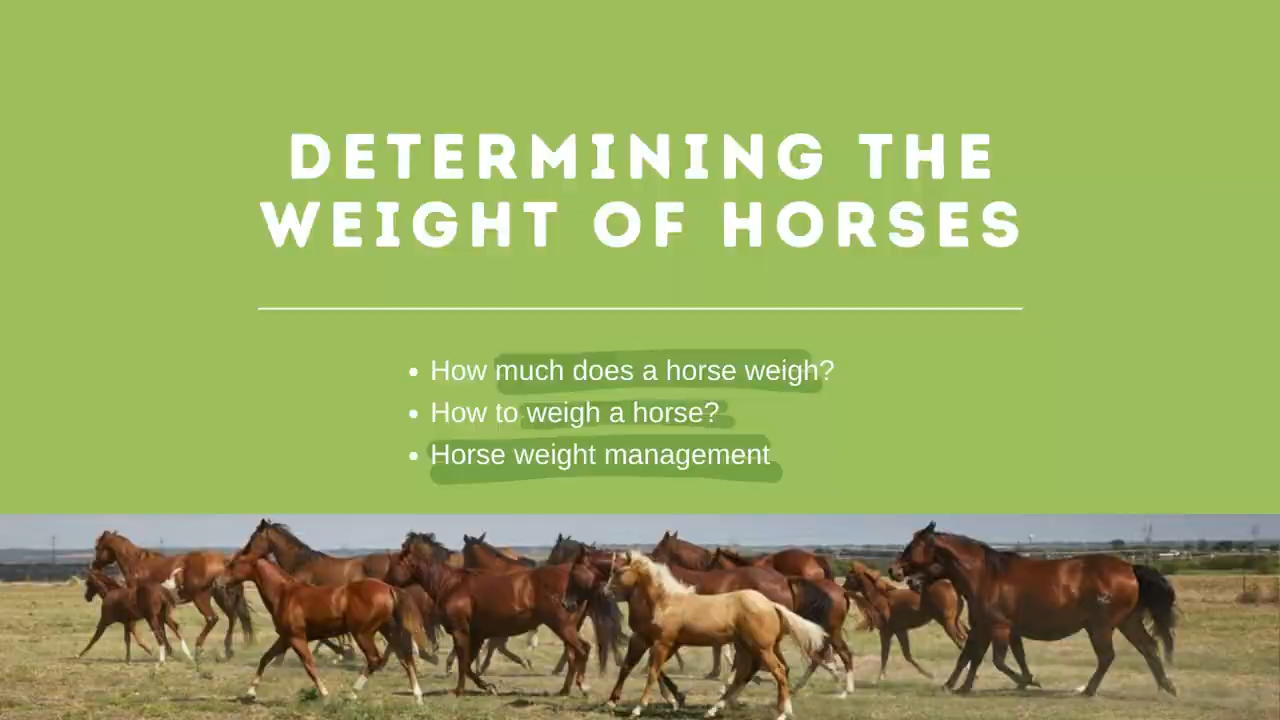 DETERMINING THE
WEIGHT OF HORSES
• How much does a horse weigh?
• How to weigh a horse?
• Horse weight management